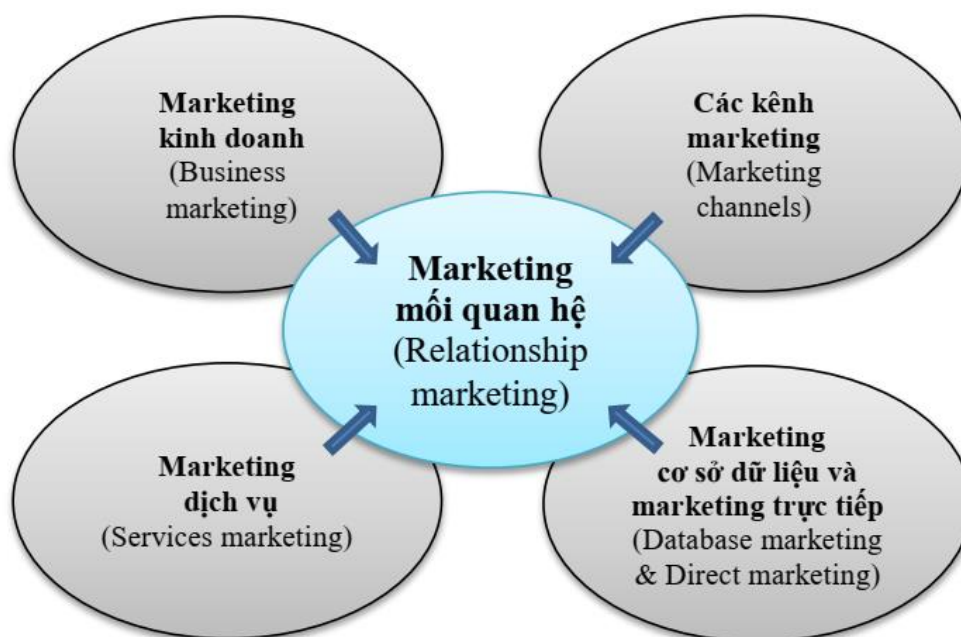 Marketing
kinh doanh
(Business
marketing)
Các kênh
marketing
(Marketing
channels)
Marketing
mối quan hệ
(Relationship
marketing)
Marketing
dịch vụ
(Services marketing)
Marketing
cơ sở dữ liệu và
marketing trực tiếp
(Database marketing
& Direct marketing)